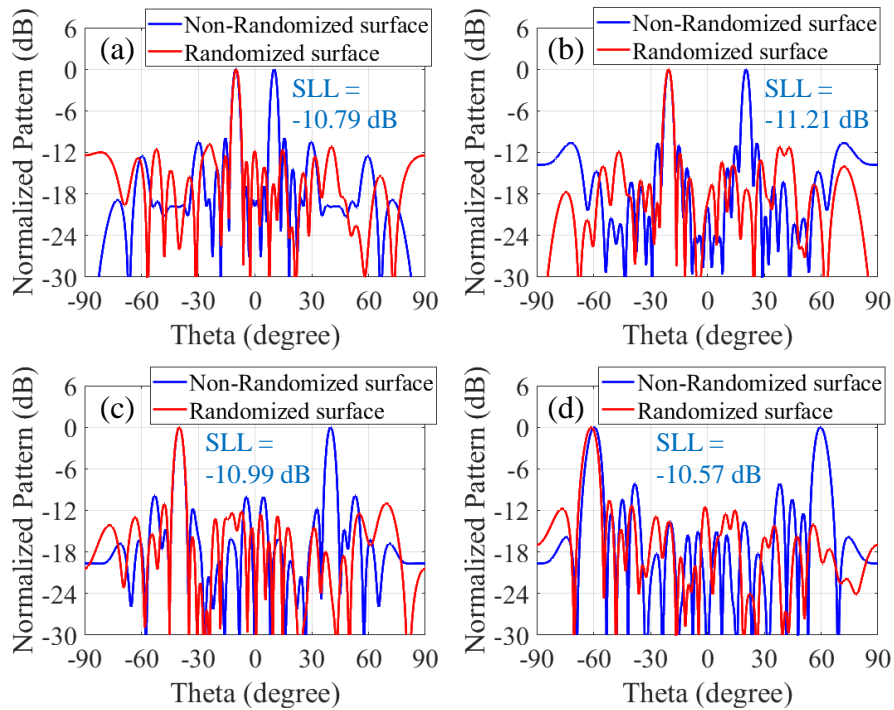 Non-Randomized surface
Randomized surface
(a)
SLL =
-10.79 dB
Normalized Pattern (dB)
6
0
-6
-12
-18
-24
-30
-90 -60 -30 0 30 60 90
Theta (degree)
Non-Randomized surface
Randomized surface
(b)
SLL =
-11.21 dB
Normalized Pattern (dB)
6
0
-6
-12
-18
-24
-30
-90 -60 -30 0 30 60 90
Theta (degree)
Non-Randomized surface
Randomized surface
(c)
SLL =
-10.99 dB
Normalized Pattern (dB)
6
0
-6
-12
-18
-24
-30
-90 -60 -30 0 30 60 90
Theta (degree)
Non-Randomized surface
Randomized surface
(d)
SLL =
-10.57 dB
Normalized Pattern (dB)
6
0
-6
-12
-18
-24
-30
-90 -60 -30 0 30 60 90
Theta (degree)